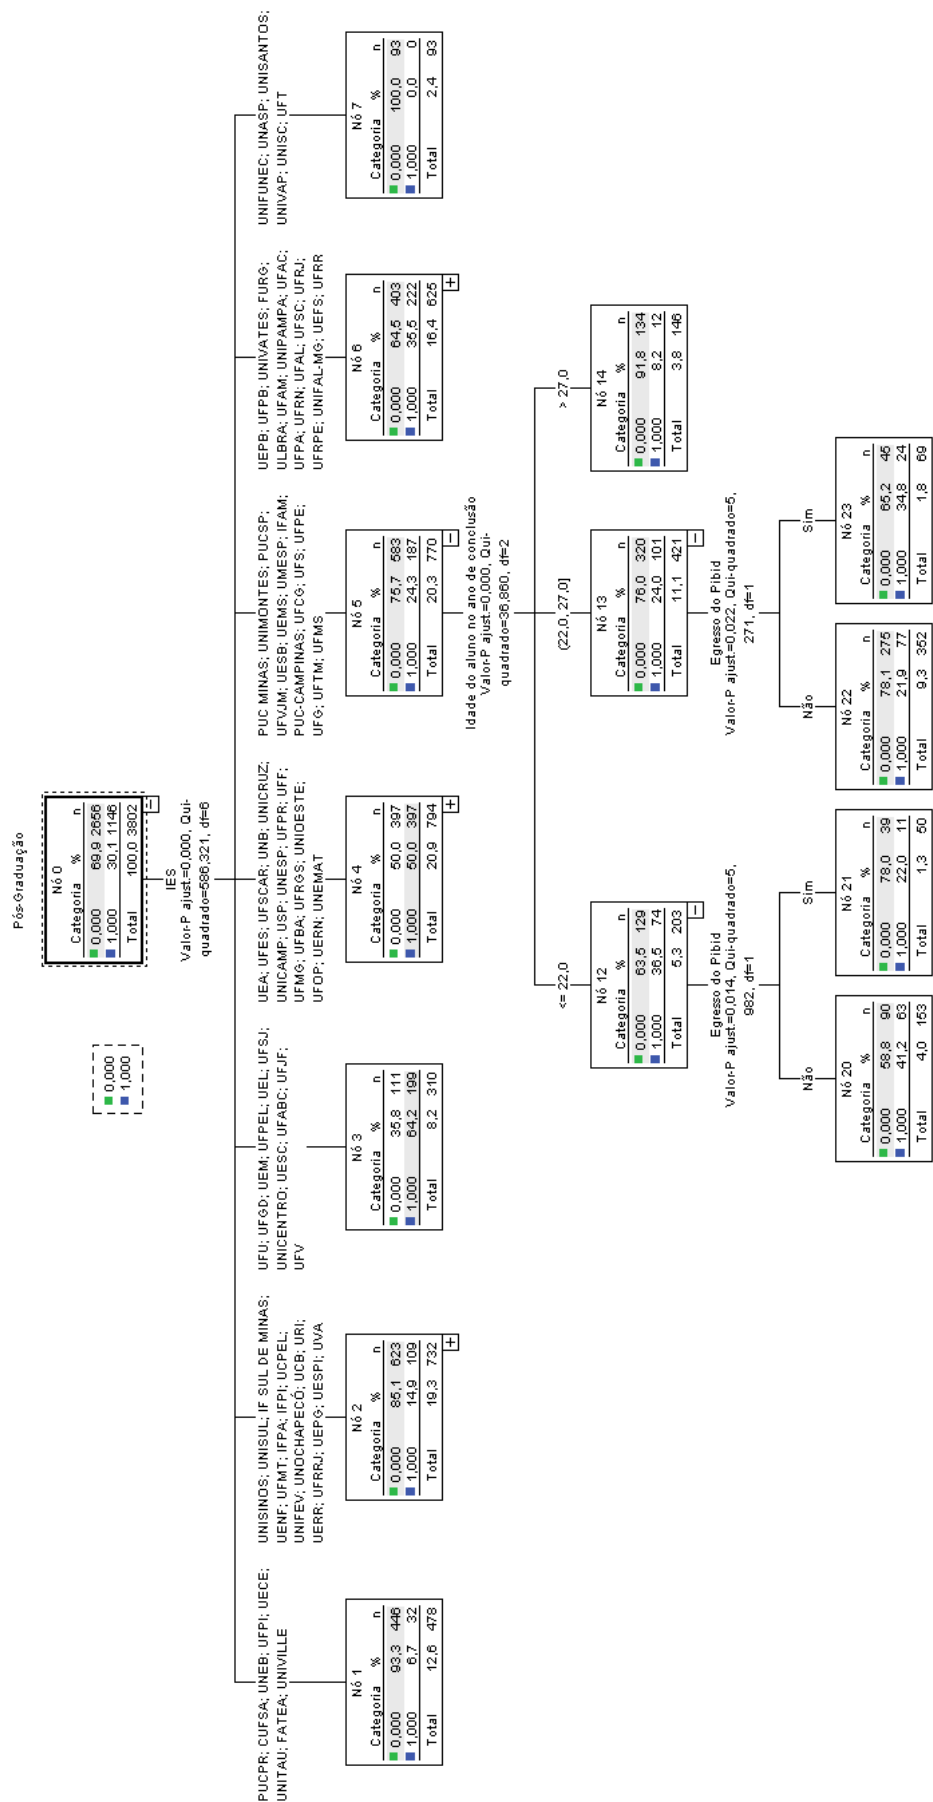 Pós-Graduação
Nó 0
Categoria % n
0,000 69,9 2656
1,000 30,1 1146
Total 100,0 3802
0,000
1,000
IES
Valor-P ajust.=0,000, Qui-
quadrado=586,321, df=6
PUCPR; CUFSA; UNEB; UFPI; UECE;
UNITAU; FATEA; UNIVILLE
Nó 1
Categoria % n
0,000 93,3 446
1,000 6,7 32
Total 12,6 478
UNISINOS; UNISUL; IF SUL DE MINAS;
UENF; UFMT; IFPA; IFPI; UCPEL;
UNIFEV; UNOCHAPECÓ; UCB; URI;
UERR; UFRRJ; UEPG; UESPI; UVA
Nó 2
Categoria % n
0,000 85,1 623
1,000 14,9 109
Total 19,3 732
UFU; UFGD; UEM; UFPEL; UEL; UFSJ;
UNICENTRO; UESC; UFABC; UFJF;
UFV
Nó 3
Categoria % n
0,000 35,8 111
1,000 64,2 199
Total 8,2 310
UEA; UFES; UFSCAR; UNB; UNICRUZ;
UNICAMP; USP; UNESP; UFPR; UFF;
UFMG; UFBA; UFRGS; UNIOESTE;
UFOP; UERN; UNEMAT
Nó 4
Categoria % n
0,000 50,0 397
1,000 50,0 397
Total 20,9 794
PUC MINAS; UNIMONTES; PUCSP;
UFVJM; UESB; UEMS; UMESP; IFAM;
PUC-CAMPINAS; UFCG; UFS; UFPE;
UFG; UFTM; UFMS
Nó 5
Categoria % n
0,000 75,7 583
1,000 24,3 187
Total 20,3 770
UEPB; UFPB; UNIVATES; FURG;
ULBRA; UFAM; UNIPAMPA; UFAC;
UFPA; UFRN; UFAL; UFSC; UFRJ;
UFRPE; UNIFAL-MG; UEFS; UFRR
Nó 6
Categoria % n
0,000 64,5 403
1,000 35,5 222
Total 16,4 625
UNIFUNEC; UNASP; UNISANTOS;
UNIVAP; UNISC; UFT
Nó 7
Categoria % n
0,000 100,0 93
1,000 0,0 0
Total 2,4 93
Idade do aluno no ano de conclusão
Valor-P ajust.=0,000, Qui-
quadrado=36,860, df=2
<= 22,0
Nó 12
Categoria % n
0,000 63,5 129
1,000 36,5 74
Total 5,3 203
(22,0, 27,0]
Nó 13
Categoria % n
0,000 76,0 320
1,000 24,0 101
Total 11,1 421
> 27,0
Nó 14
Categoria % n
0,000 91,8 134
1,000 8,2 12
Total 3,8 146
Egresso do Pibid
Valor-P ajust.=0,014, Qui-quadrado=5,
982, df=1
Egresso do Pibid
Valor-P ajust.=0,022, Qui-quadrado=5,
271, df=1
Não
Nó 20
Categoria % n
0,000 58,8 90
1,000 41,2 63
Total 4,0 153
Sim
Nó 21
Categoria % n
0,000 78,0 39
1,000 22,0 11
Total 1,3 50
Não
Nó 22
Categoria % n
0,000 78,1 275
1,000 21,9 77
Total 9,3 352
Sim
Nó 23
Categoria % n
0,000 65,2 45
1,000 34,8 24
Total 1,8 69